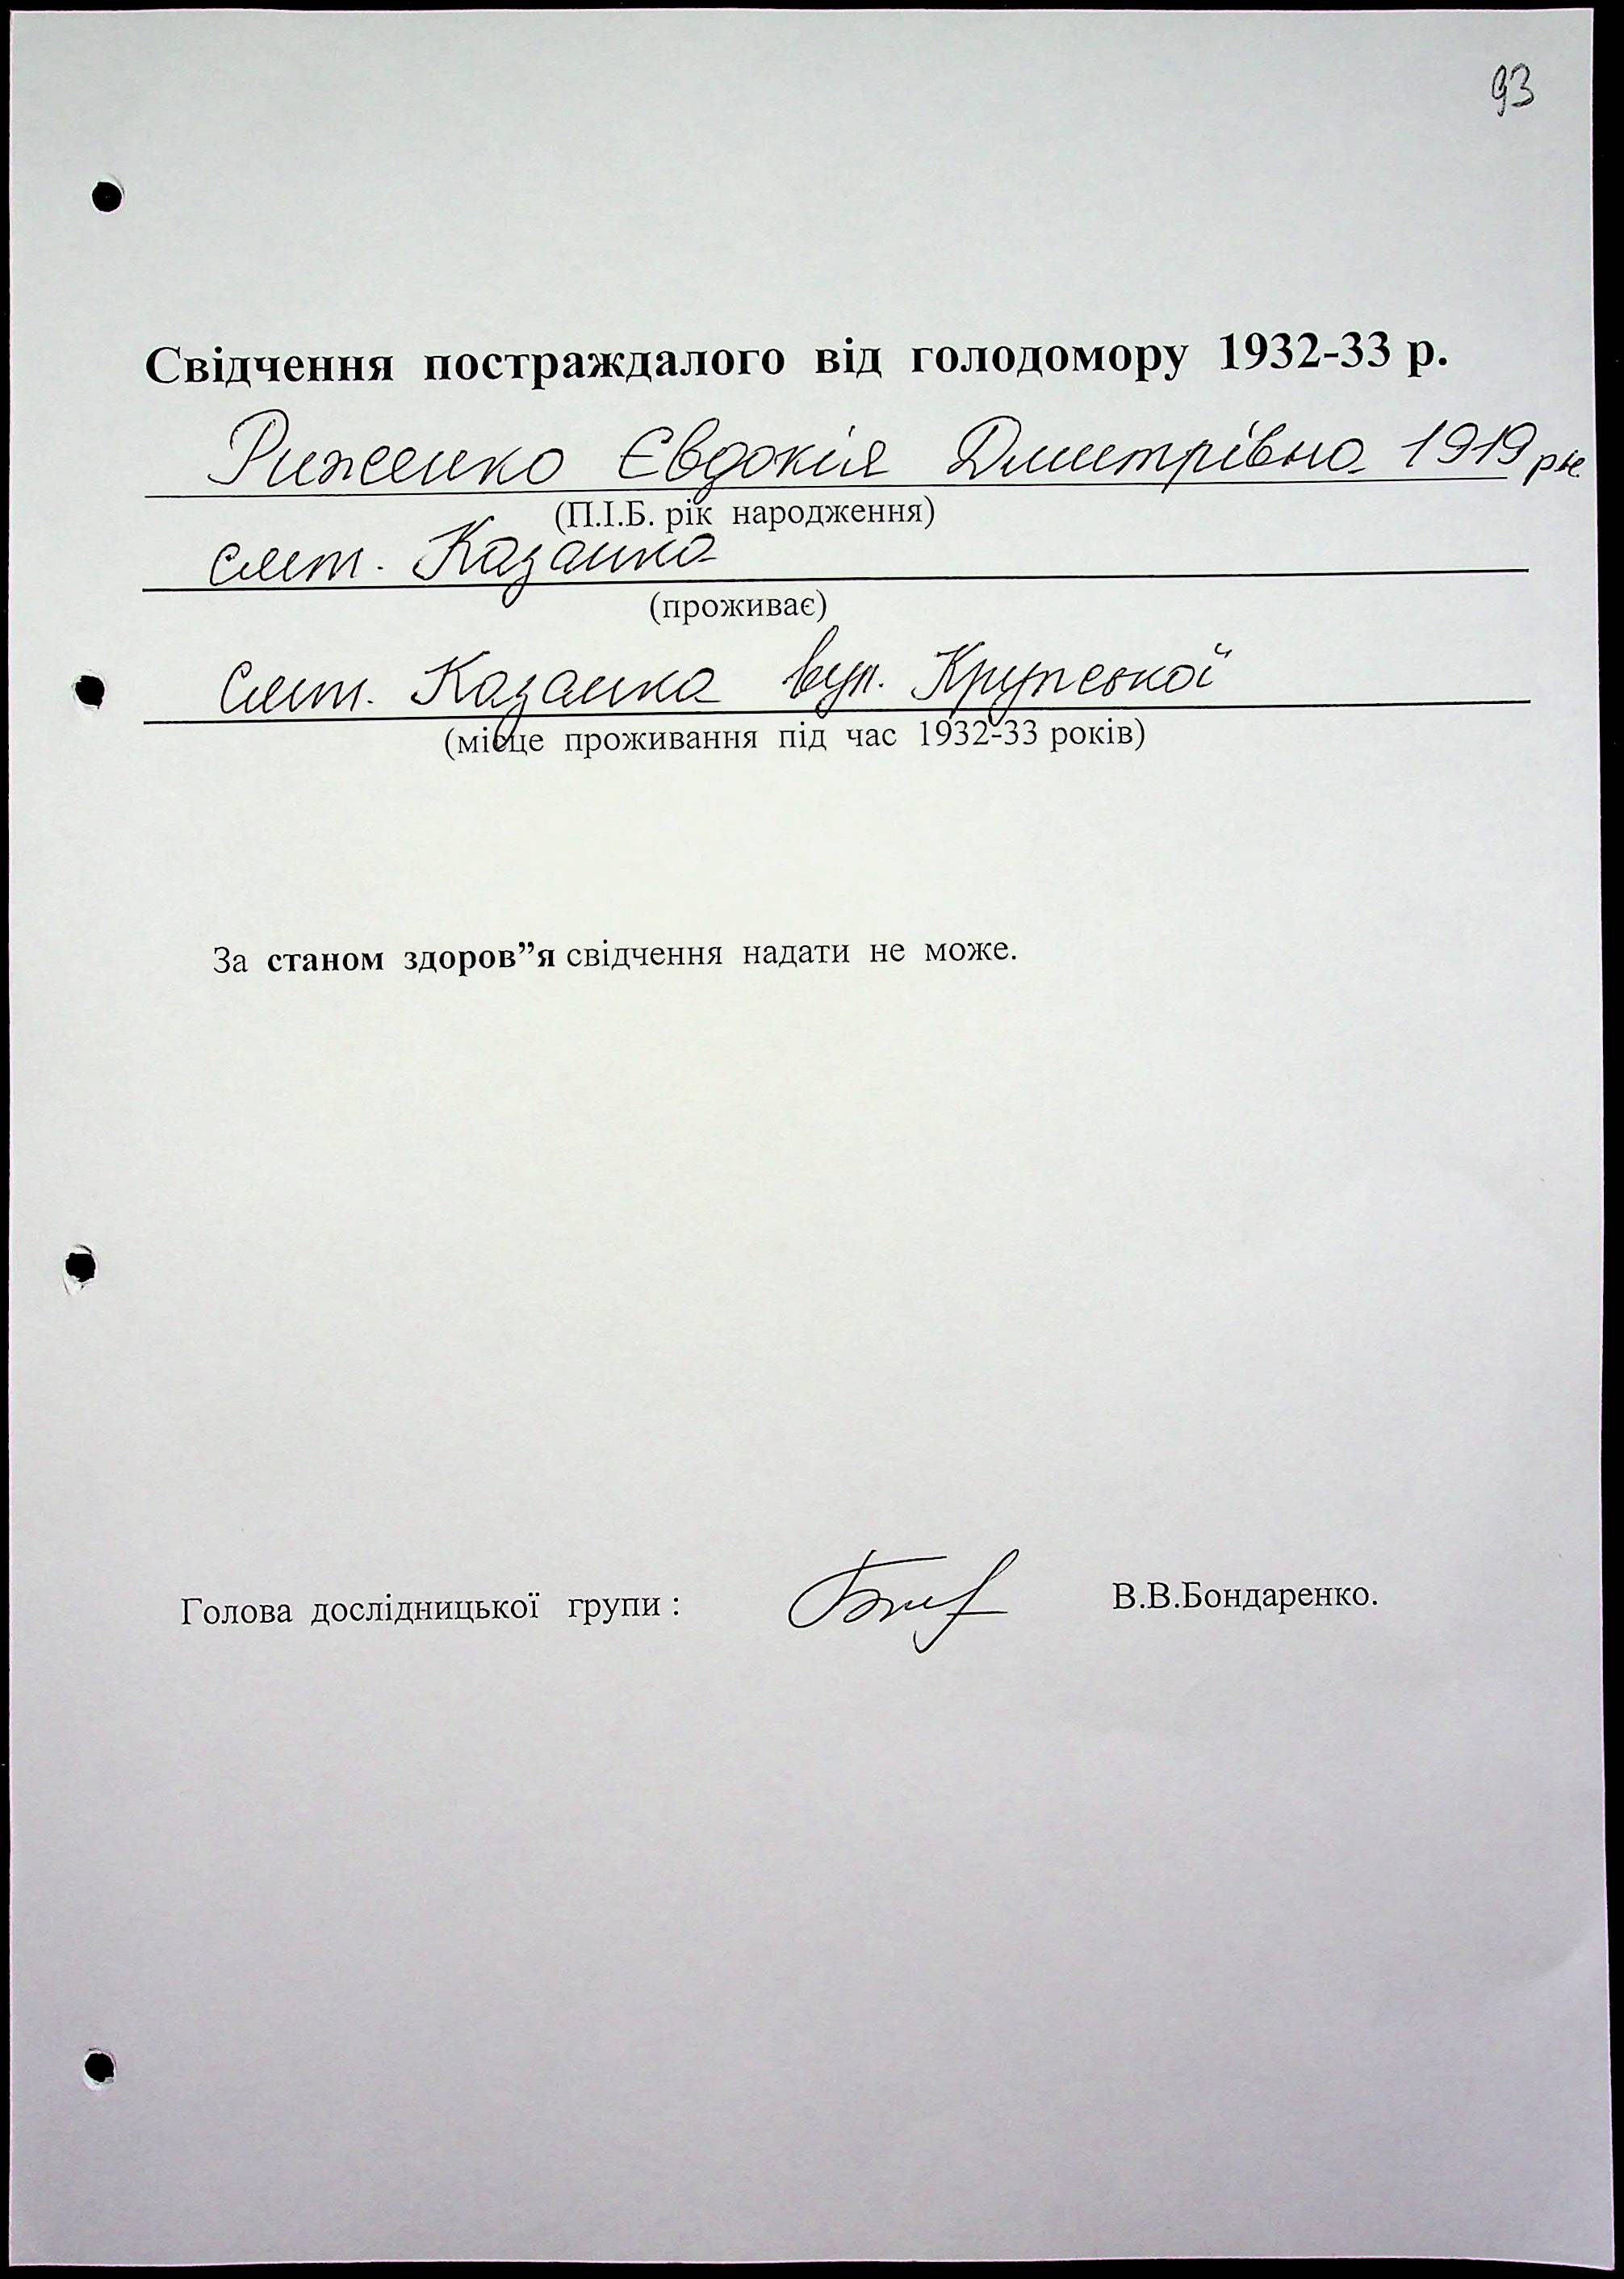 93
Свідчення постраждалого від голодомору 1932-33 р.
Риженко Євдокія Дмитрівна 1919 рн
(П.І.Б. рік народження)
смт. Казанка
(проживає)
Смт. Казанка вул. Крупської
(місце проживання під час 1932-33 років)
За станом здоров”я свідчення надати не може.
Голова дослідницької групи : В.В.Бондаренко.